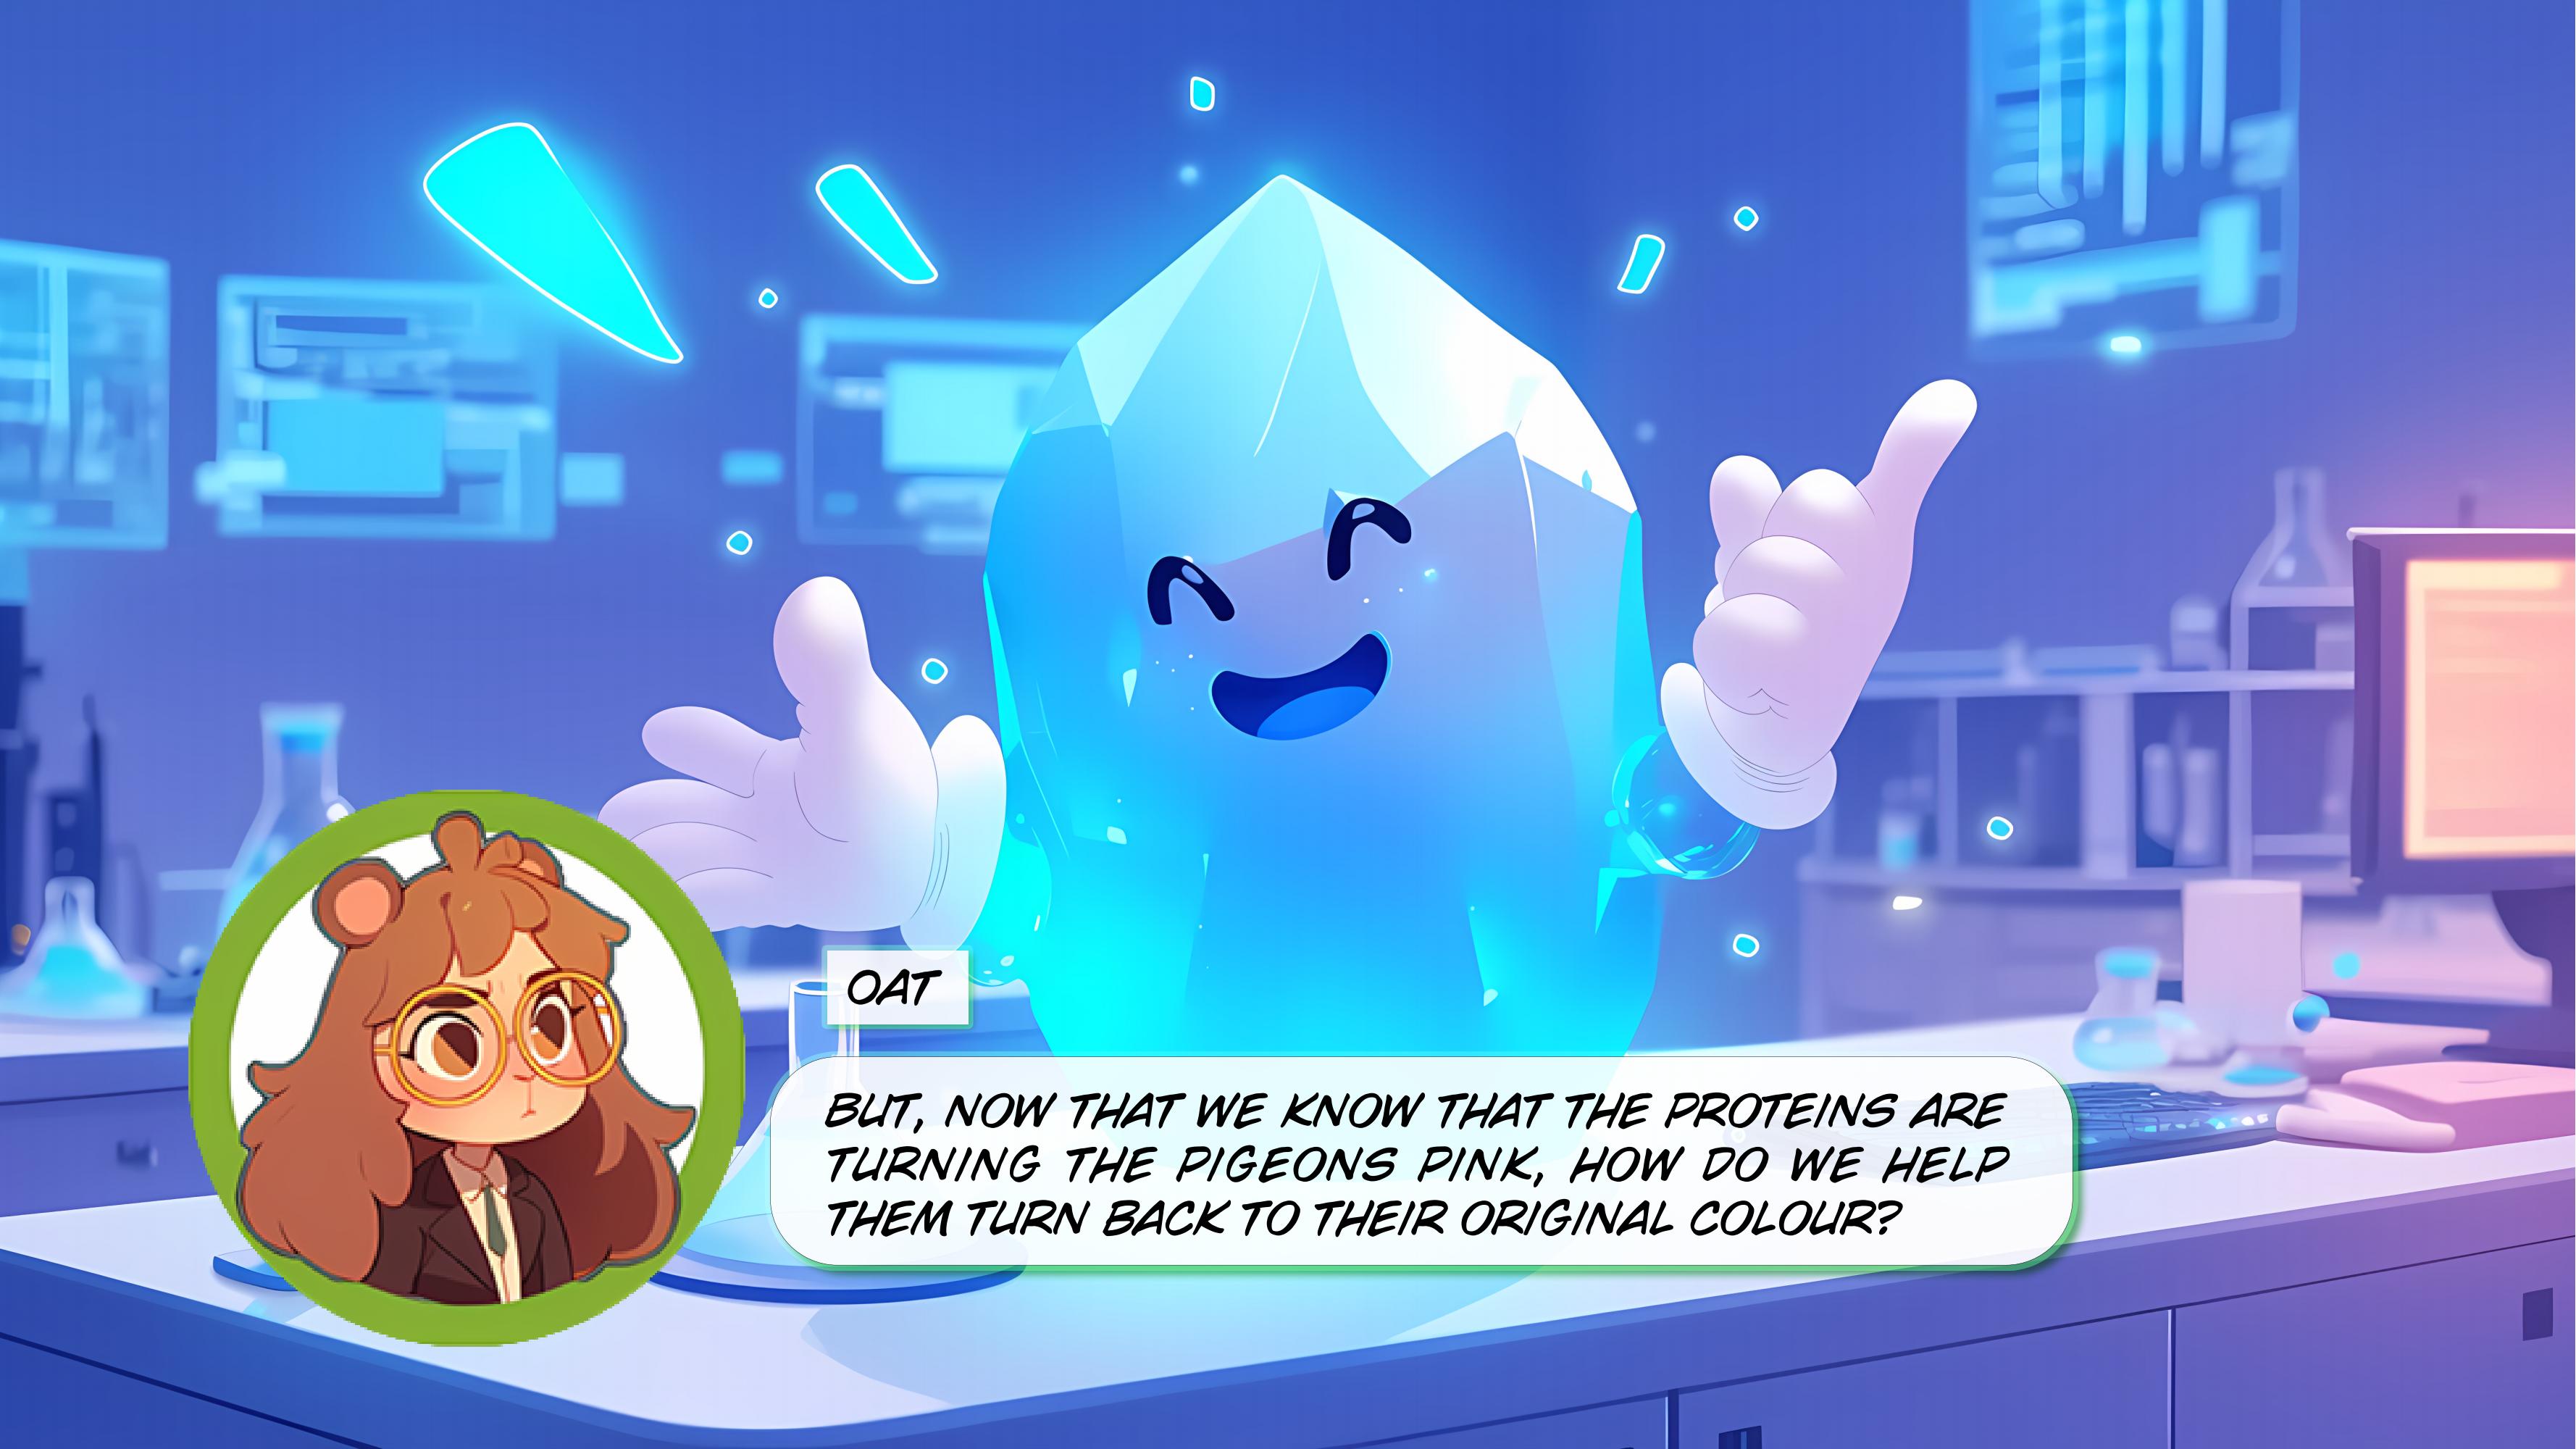 OAT
BUT, NOW THAT WE KNOW THAT THE PROTEINS ARE
TURNING THE PIGEONS PINK, HOW DO WE HELP
THEM TURN BACK TO THEIR ORIGINAL COLOUR?